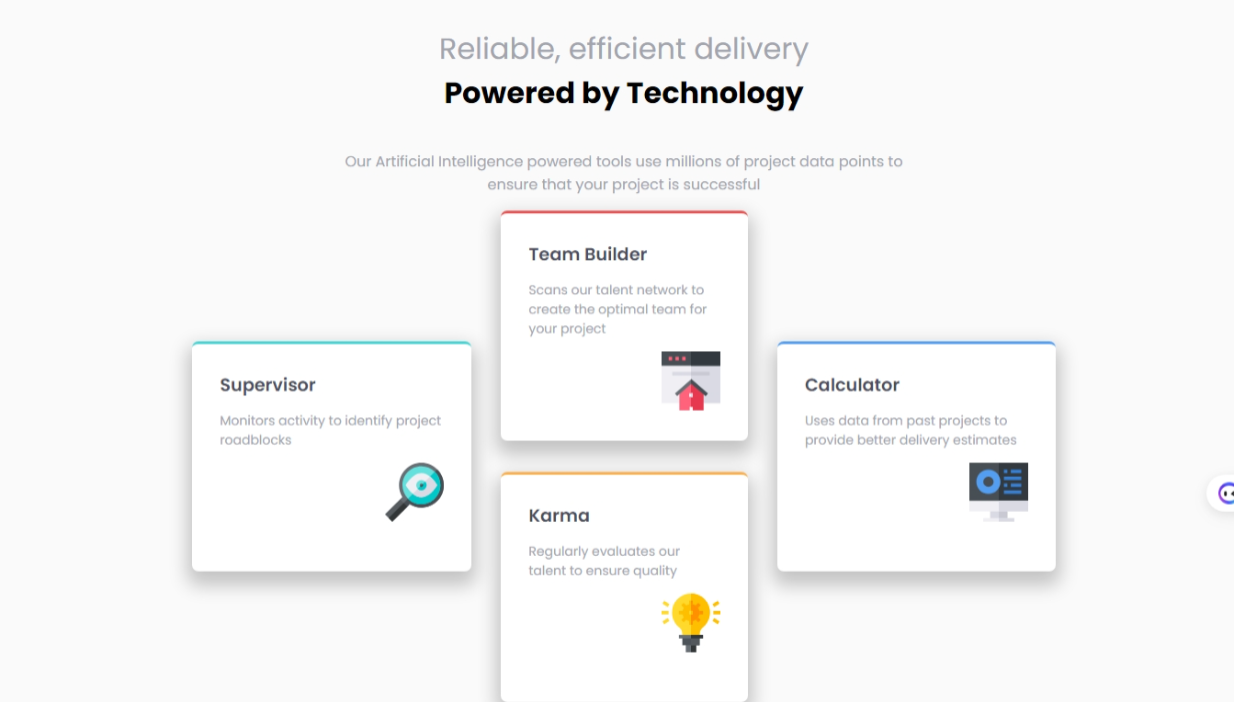 Reliable, efficient delivery
Powered by Technology
Our Artificial Intelligence powered tools use millions of project data points to
ensure that your project is successful
Team Builder
Scans our talent network to
create the optimal team for
your project
Supervisor
Monitors activity to identify project
roadblocks
Calculator
Uses data from past projects to
provide better delivery estimates
Karma
Regularly evaluates our
talent to ensure quality